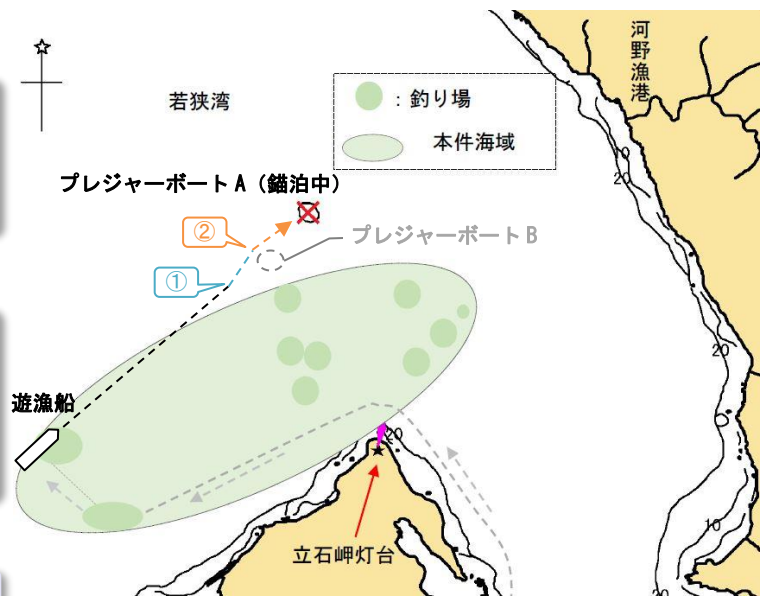 河野漁港
若狭湾
：釣り場
本件海域
プレジャーボートA（錨泊中）
②
プレジャーボートB
①
遊漁船
立石岬灯台
10
20
20
20
10
20